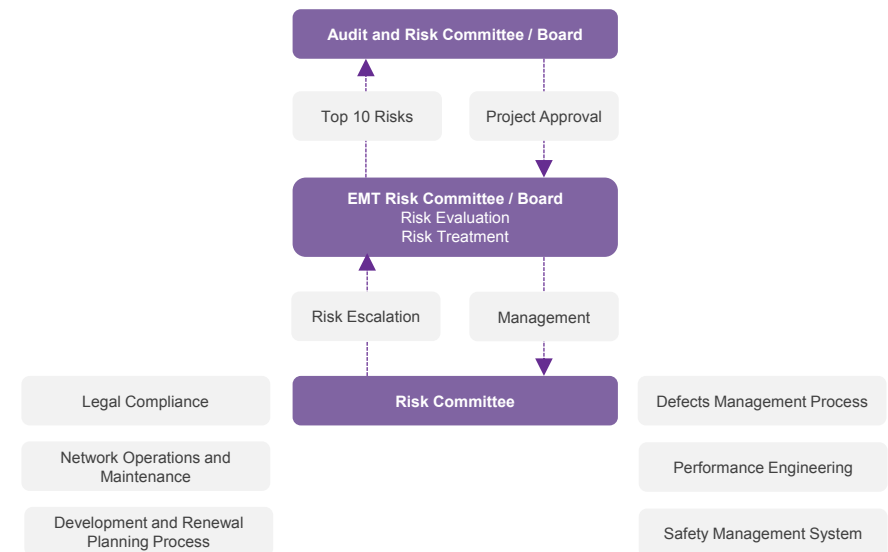 Audit and Risk Committee / Board
Top 10 Risks
Project Approval
EMT Risk Committee / Board
Risk Evaluation
Risk Treatment
Risk Escalation
Management
Legal Compliance
Risk Committee
Defects Management Process
Network Operations and
Maintenance
Performance Engineering
Development and Renewal
Planning Process
Safety Management System